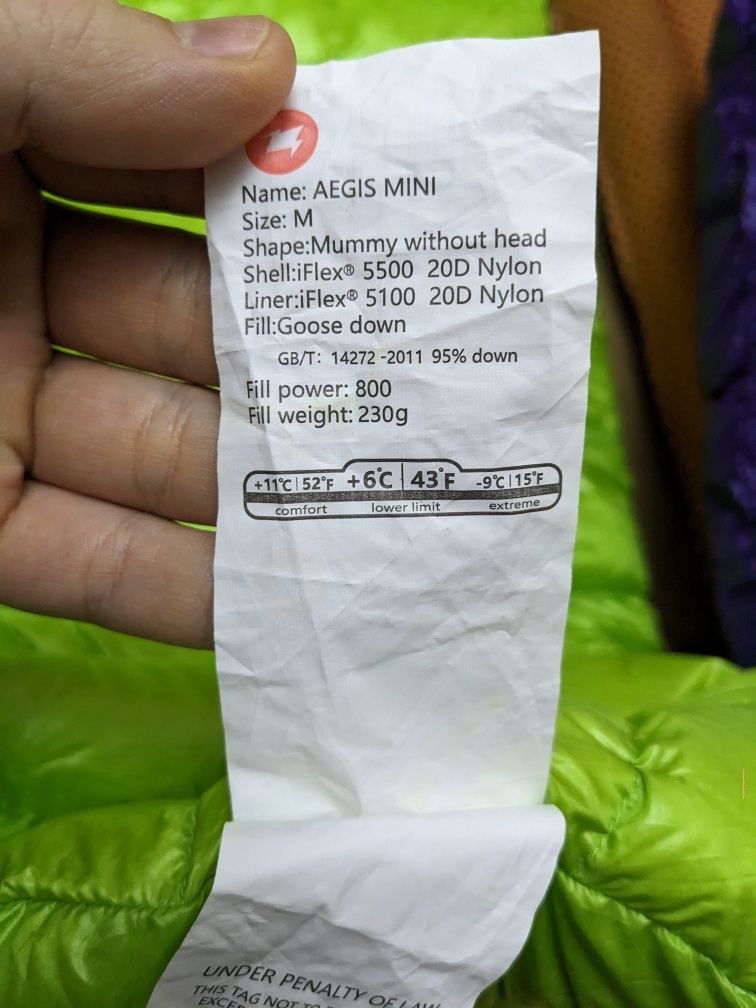 Name: AEGIS MINI
Size: M
Shape:Mummy without head
Shell:iFlex® 5500 20D Nylon
Liner:iFlex® 5100 20D Nylon
Fill:Goose down
GB/T: 14272 -2011 95% down
Fill power: 800
Fill weight: 230g
+11℃|52℉ +6℃|43℉ -9℃|15℉
comfort lower limit extreme
UNDER PENALTY OF LAW
THIS TAG NOT TO